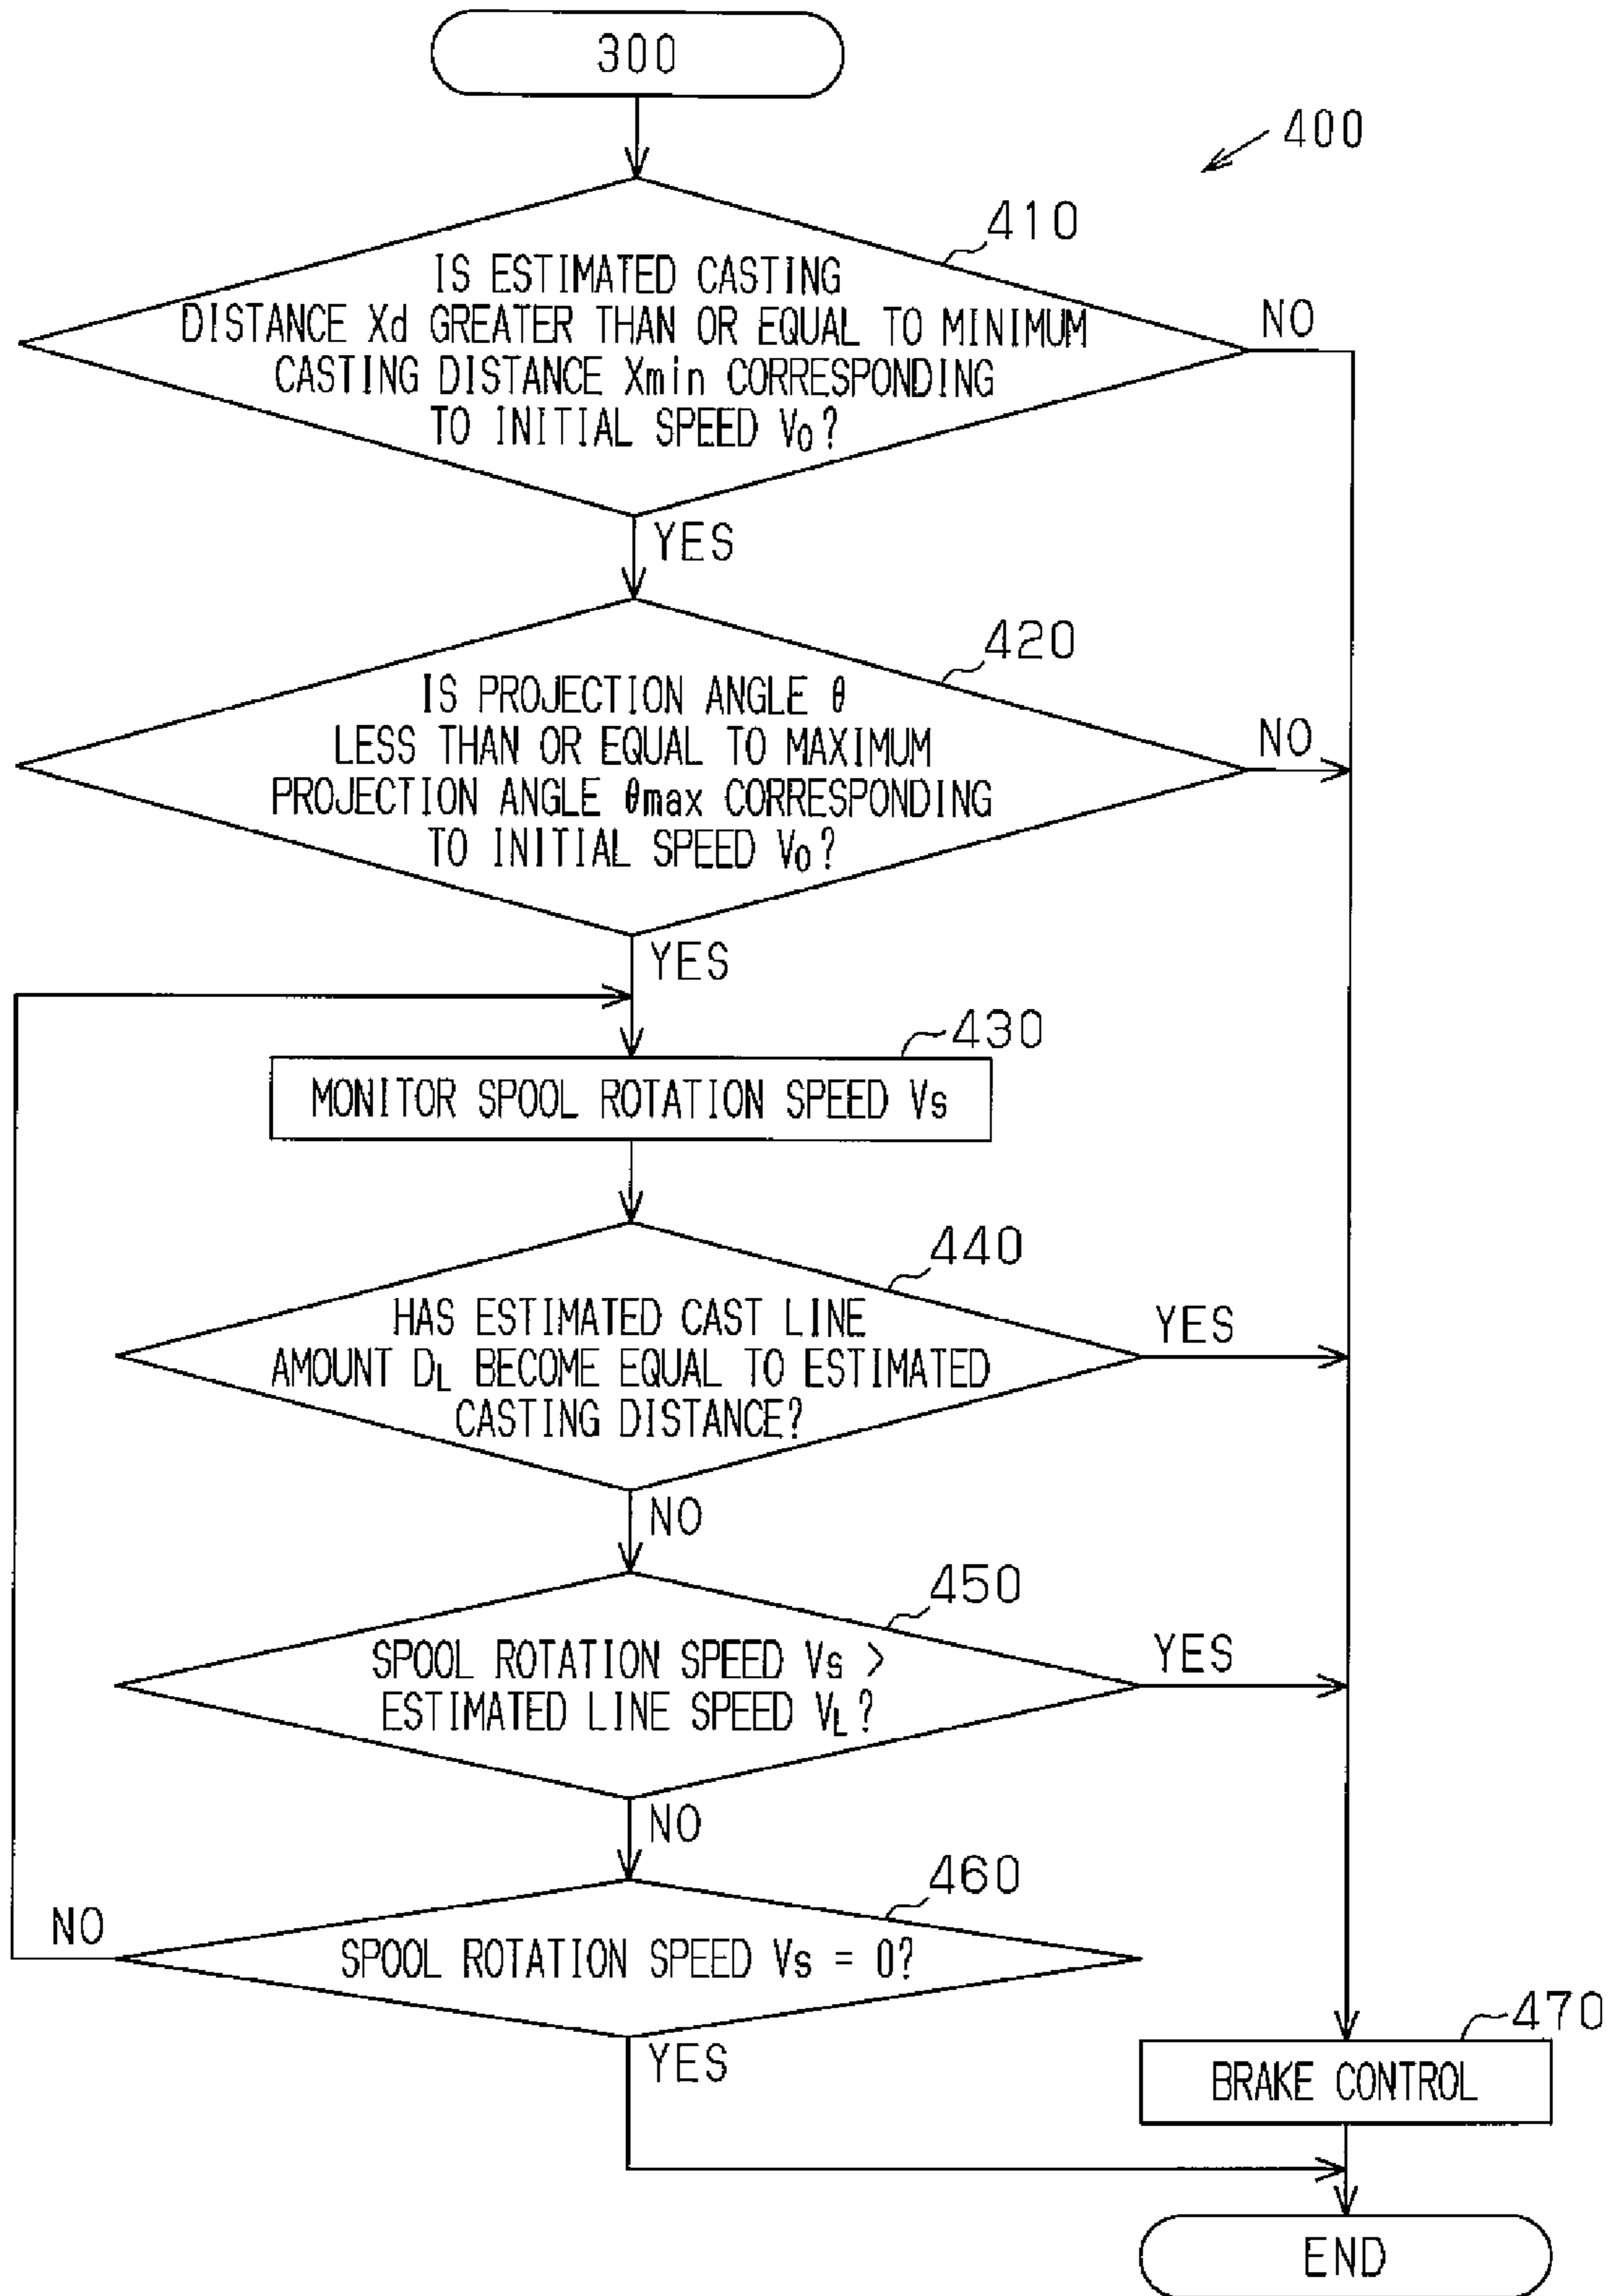 300
400
410
IS ESTIMATED CASTING
DISTANCE Xd GREATER THAN OR EQUAL TO MINIMUM
CASTING DISTANCE Xmin CORRESPONDING
TO INITIAL SPEED V0?
NO
YES
420
IS PROJECTION ANGLE θ
LESS THAN OR EQUAL TO MAXIMUM
PROJECTION ANGLE θmax CORRESPONDING
TO INITIAL SPEED V0?
NO
YES
430
MONITOR SPOOL ROTATION SPEED Vs
440
HAS ESTIMATED CAST LINE
AMOUNT DL BECOME EQUAL TO ESTIMATED
CASTING DISTANCE?
YES
NO
450
SPOOL ROTATION SPEED Vs >
ESTIMATED LINE SPEED VL?
YES
NO
460
SPOOL ROTATION SPEED Vs = 0?
NO
YES
470
BRAKE CONTROL
END